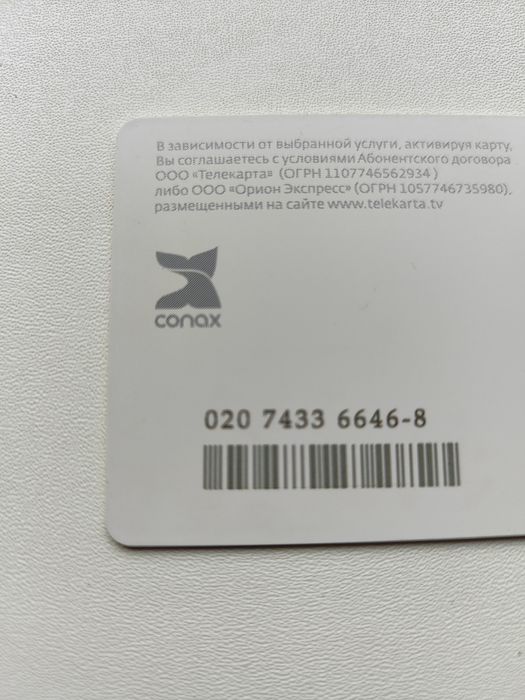 В зависимости от выбранной услуги, активируя карту,
Вы соглашаетесь с условиями Абонентского договора
ООО «Телекарта» (ОГРН 1107746562934 )
либо ООО «Орион Экспресс» (ОГРН 1057746735980),
размещенными на сайте www.telekarta.tv
conax
020 7433 6646-8